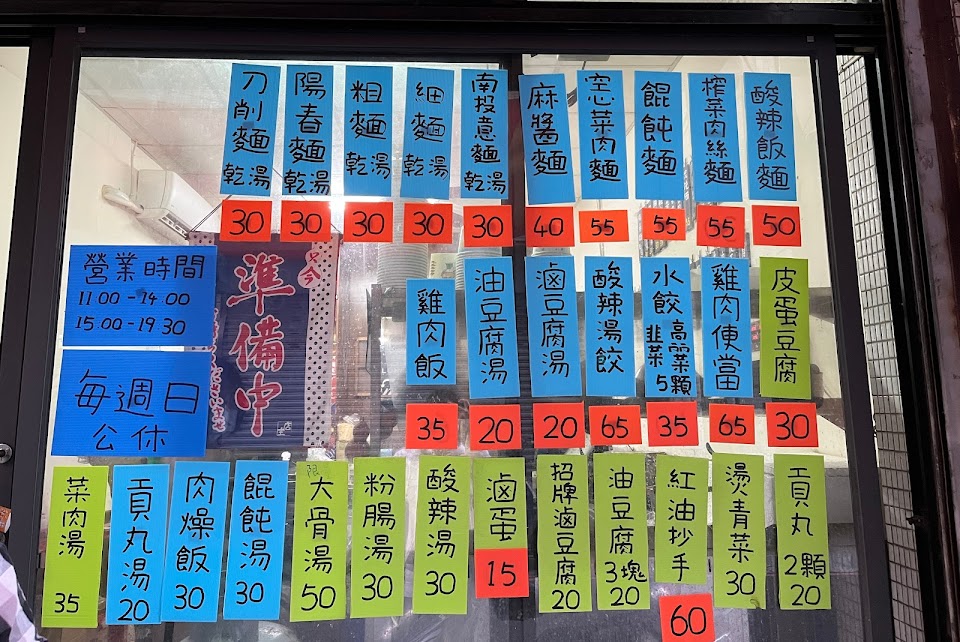 刀削麵 乾湯 30
陽春麵 乾湯 30
粗麵 乾湯 30
細麵 乾湯 30
南投意麵 乾湯 30
麻醬麵 40
空心菜肉麵 55
餛飩麵 55
榨菜肉絲麵 55
酸辣飯麵 50
營業時間
11:00-14:00
15:00-19:30
每週日
公休
準備中
雞肉飯 35
油豆腐湯 20
滷豆腐湯 20
酸辣湯餃 65
水餃 高麗菜 韭菜 5顆 35
雞肉便當 65
皮蛋豆腐 30
菜肉湯 35
貢丸湯 20
肉燥飯 30
餛飩湯 30
限 大骨湯 50
粉腸湯 30
酸辣湯 30
滷蛋 15
招牌滷豆腐 20
油豆腐 3塊 20
紅油抄手 60
燙青菜 30
貢丸 2顆 20